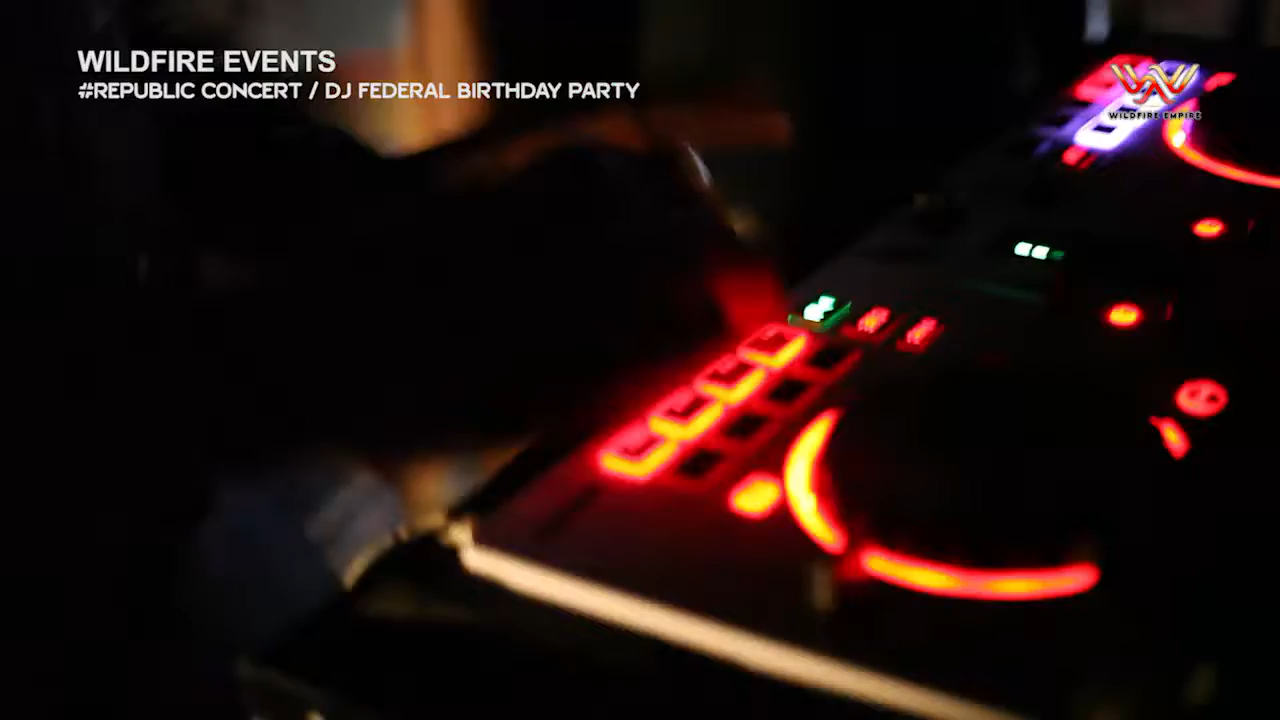 WILDFIRE EVENTS
#REPUBLIC CONCERT / DJ FEDERAL BIRTHDAY PARTY
WILDFIRE EMPIRE